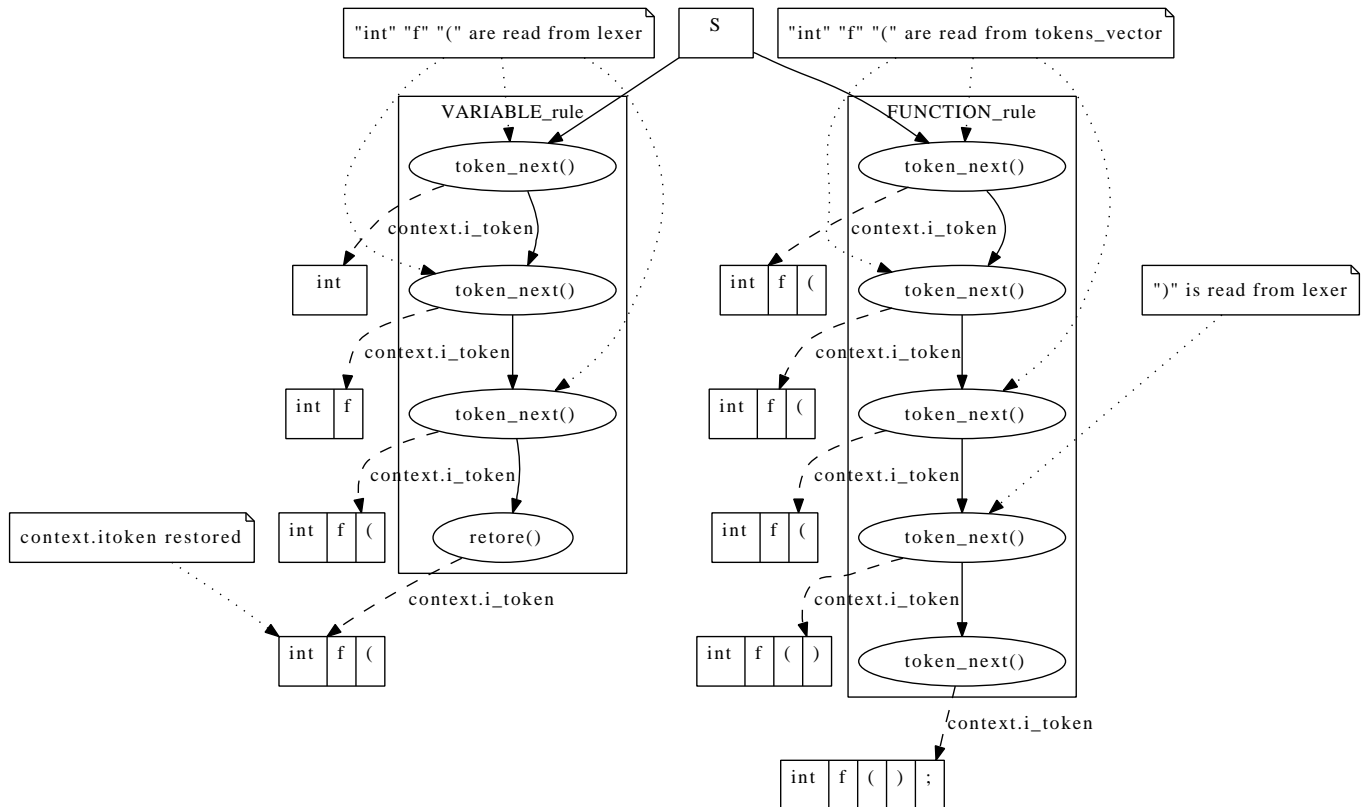 "int" "f" "(" are read from lexer
S
"int" "f" "(" are read from tokens_vector
VARIABLE_rule
FUNCTION_rule
token_next()
token_next()
context.i_token
context.i_token
int
token_next()
int f (
token_next()
")" is read from lexer
context.i_token
context.i_token
int f
token_next()
int f (
token_next()
context.i_token
context.i_token
context.itoken restored
int f (
retore()
int f (
token_next()
context.i_token
context.i_token
int f (
int f ( )
token_next()
context.i_token
int f ( ) ;